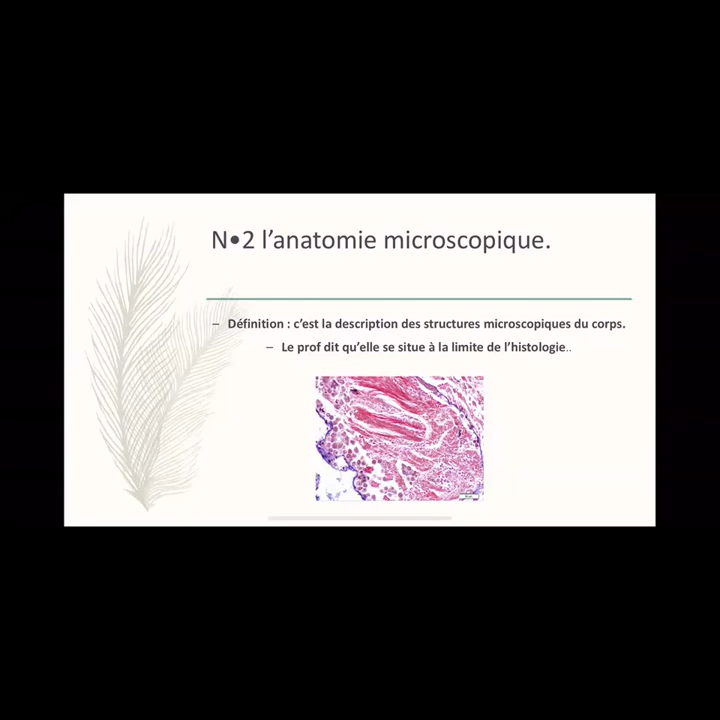 N•2 l’anatomie microscopique.
– Définition : c’est la description des structures microscopiques du corps.
– Le prof dit qu’elle se situe à la limite de l’histologie..